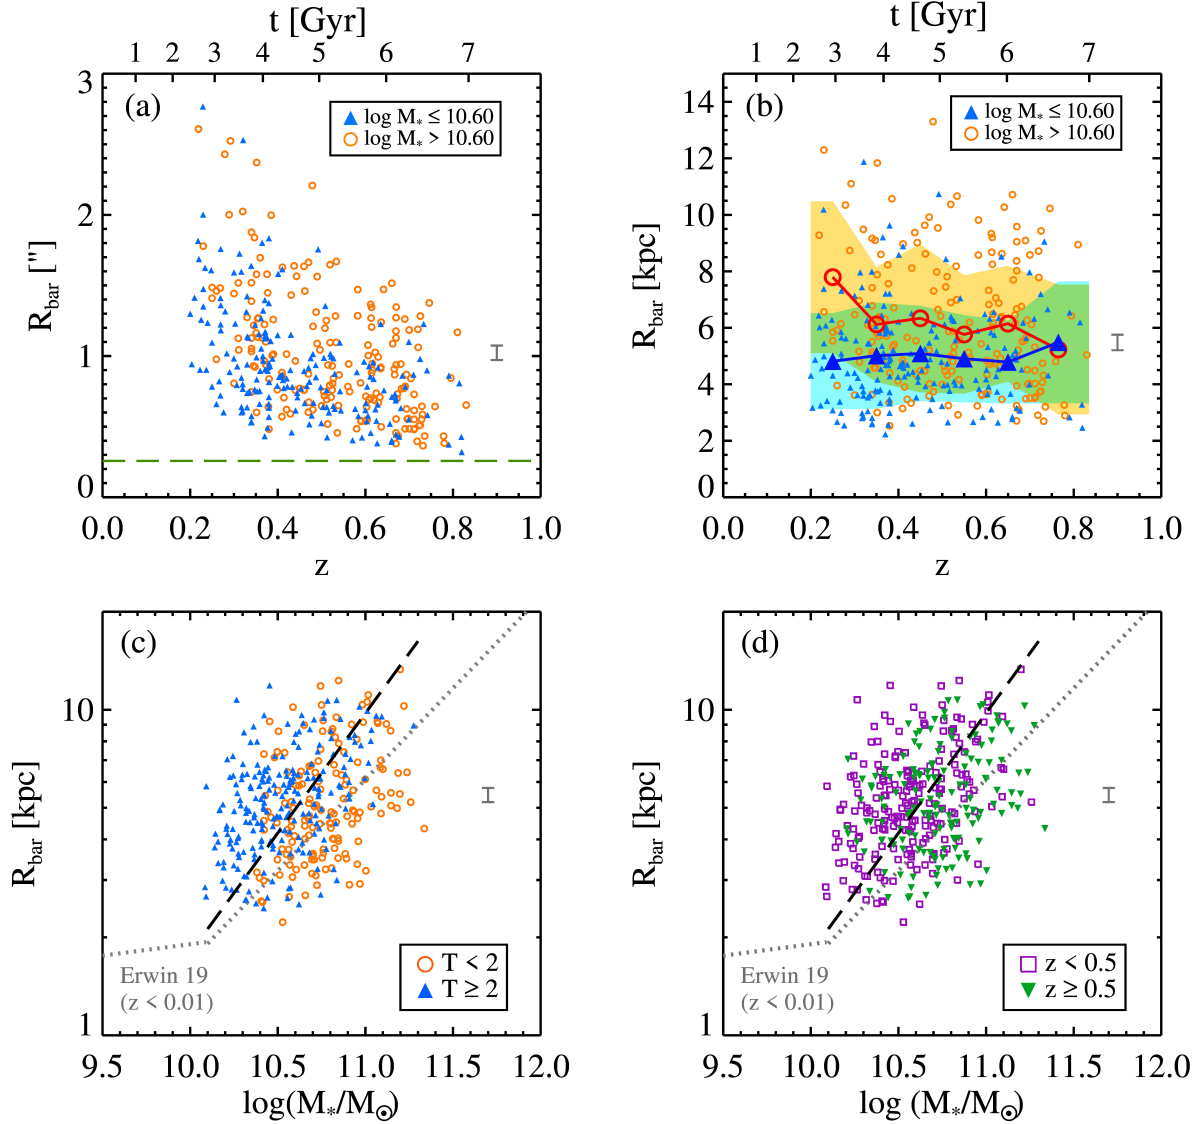 t [Gyr]
1 2 3 4 5 6 7
(a)
log M* ≤ 10.60
log M* > 10.60
3
2
1
0
R_bar ["]
0.0 0.2 0.4 0.6 0.8 1.0
z
t [Gyr]
1 2 3 4 5 6 7
(b)
log M* ≤ 10.60
log M* > 10.60
14
12
10
8
6
4
2
0
R_bar [kpc]
0.0 0.2 0.4 0.6 0.8 1.0
z
(c)
10
1
R_bar [kpc]
Erwin 19
(z < 0.01)
T < 2
T ≥ 2
9.5 10.0 10.5 11.0 11.5 12.0
log(M*/M⊙)
(d)
10
1
R_bar [kpc]
Erwin 19
(z < 0.01)
z < 0.5
z ≥ 0.5
9.5 10.0 10.5 11.0 11.5 12.0
log (M*/M⊙)